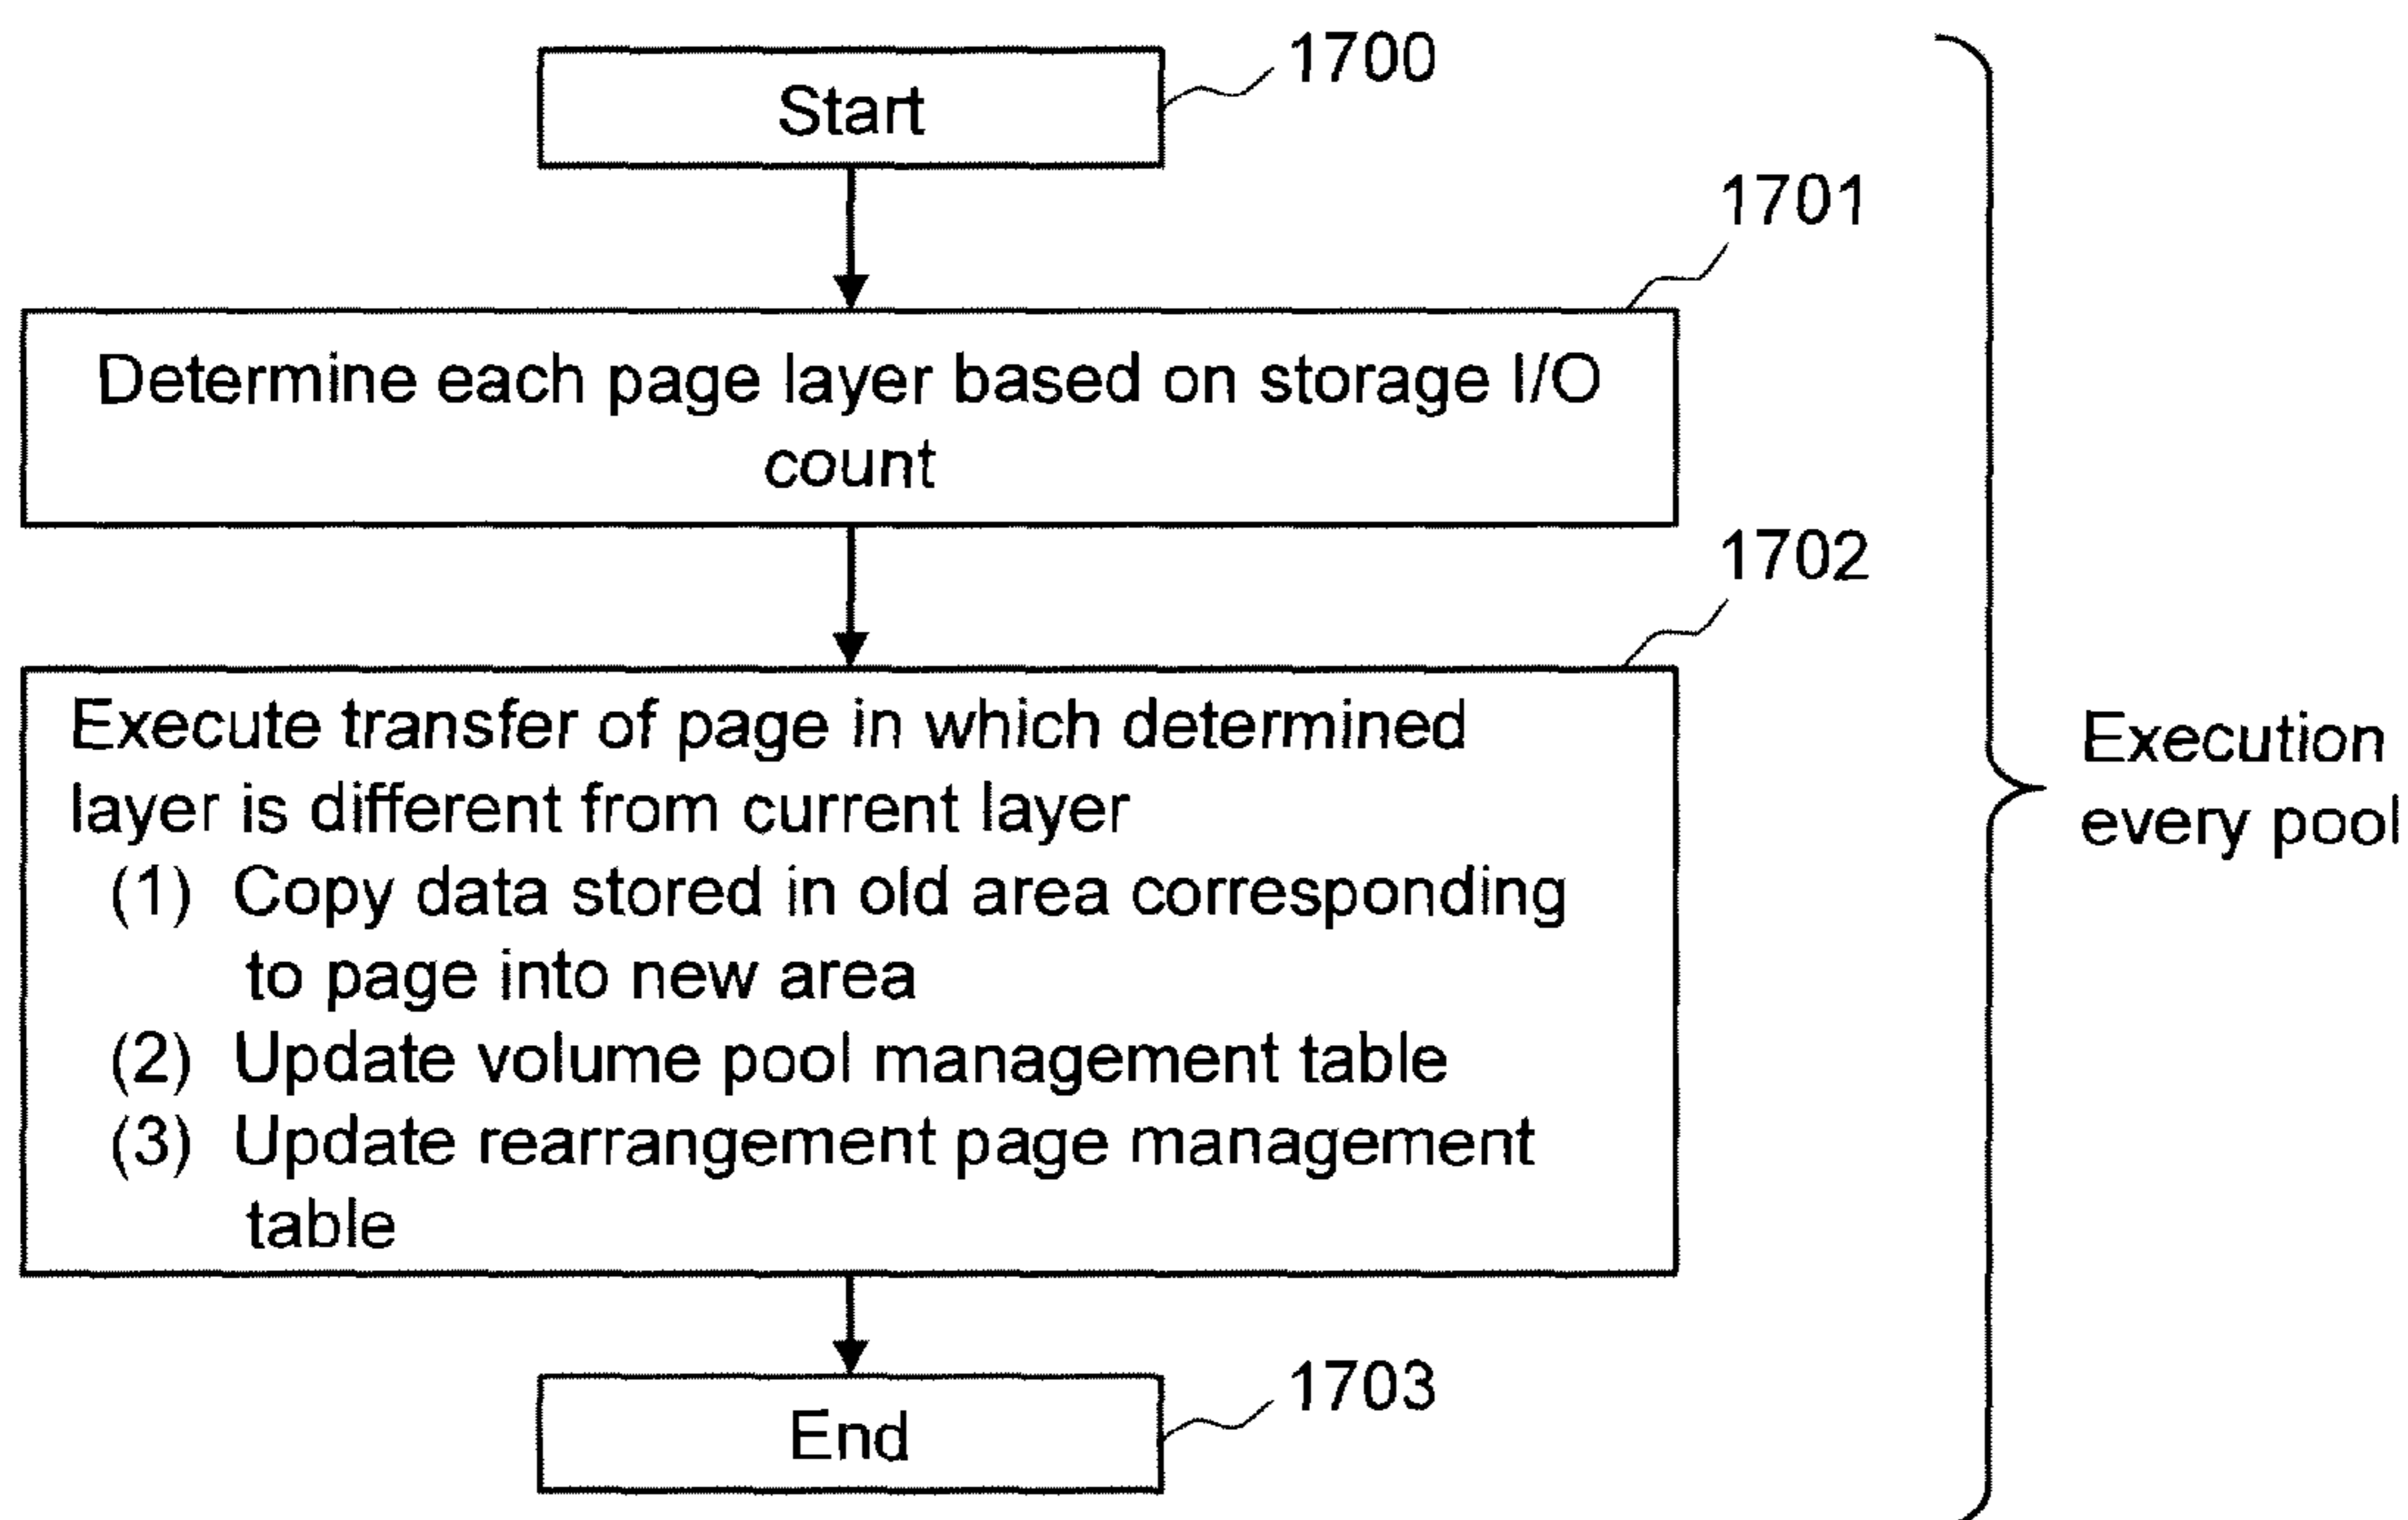 Start
1700
1701
Determine each page layer based on storage I/O
count
1702
Execute transfer of page in which determined
layer is different from current layer
(1) Copy data stored in old area corresponding
to page into new area
(2) Update volume pool management table
(3) Update rearrangement page management
table
Execution
every pool
End
1703